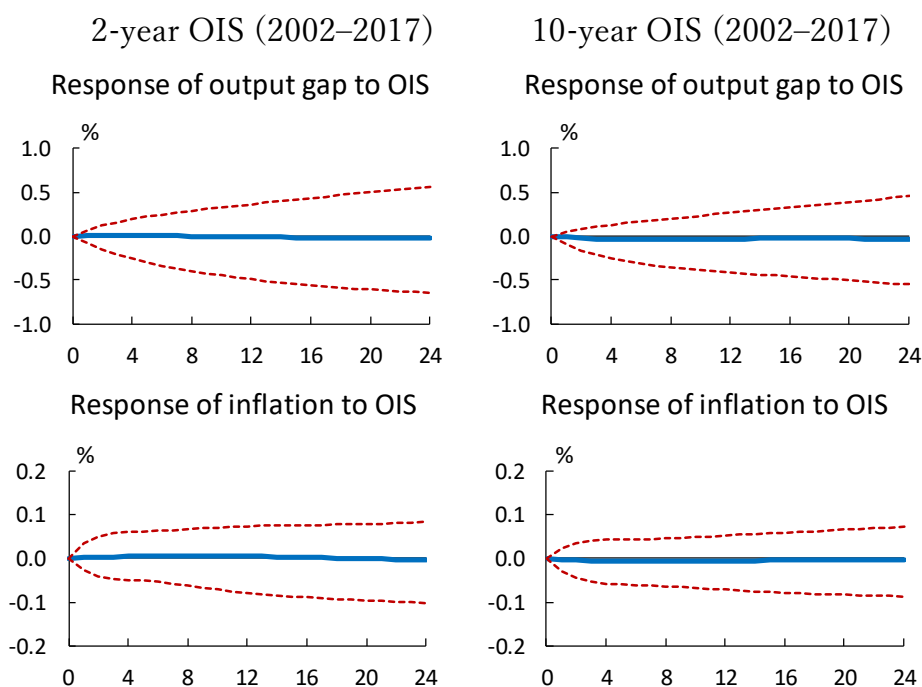 2-year OIS (2002–2017)
10-year OIS (2002–2017)
Response of output gap to OIS
%
1.0
0.5
0.0
-0.5
-1.0
0 4 8 12 16 20 24
Response of output gap to OIS
%
1.0
0.5
0.0
-0.5
-1.0
0 4 8 12 16 20 24
Response of inflation to OIS
%
0.2
0.1
0.0
-0.1
-0.2
0 4 8 12 16 20 24
Response of inflation to OIS
%
0.2
0.1
0.0
-0.1
-0.2
0 4 8 12 16 20 24